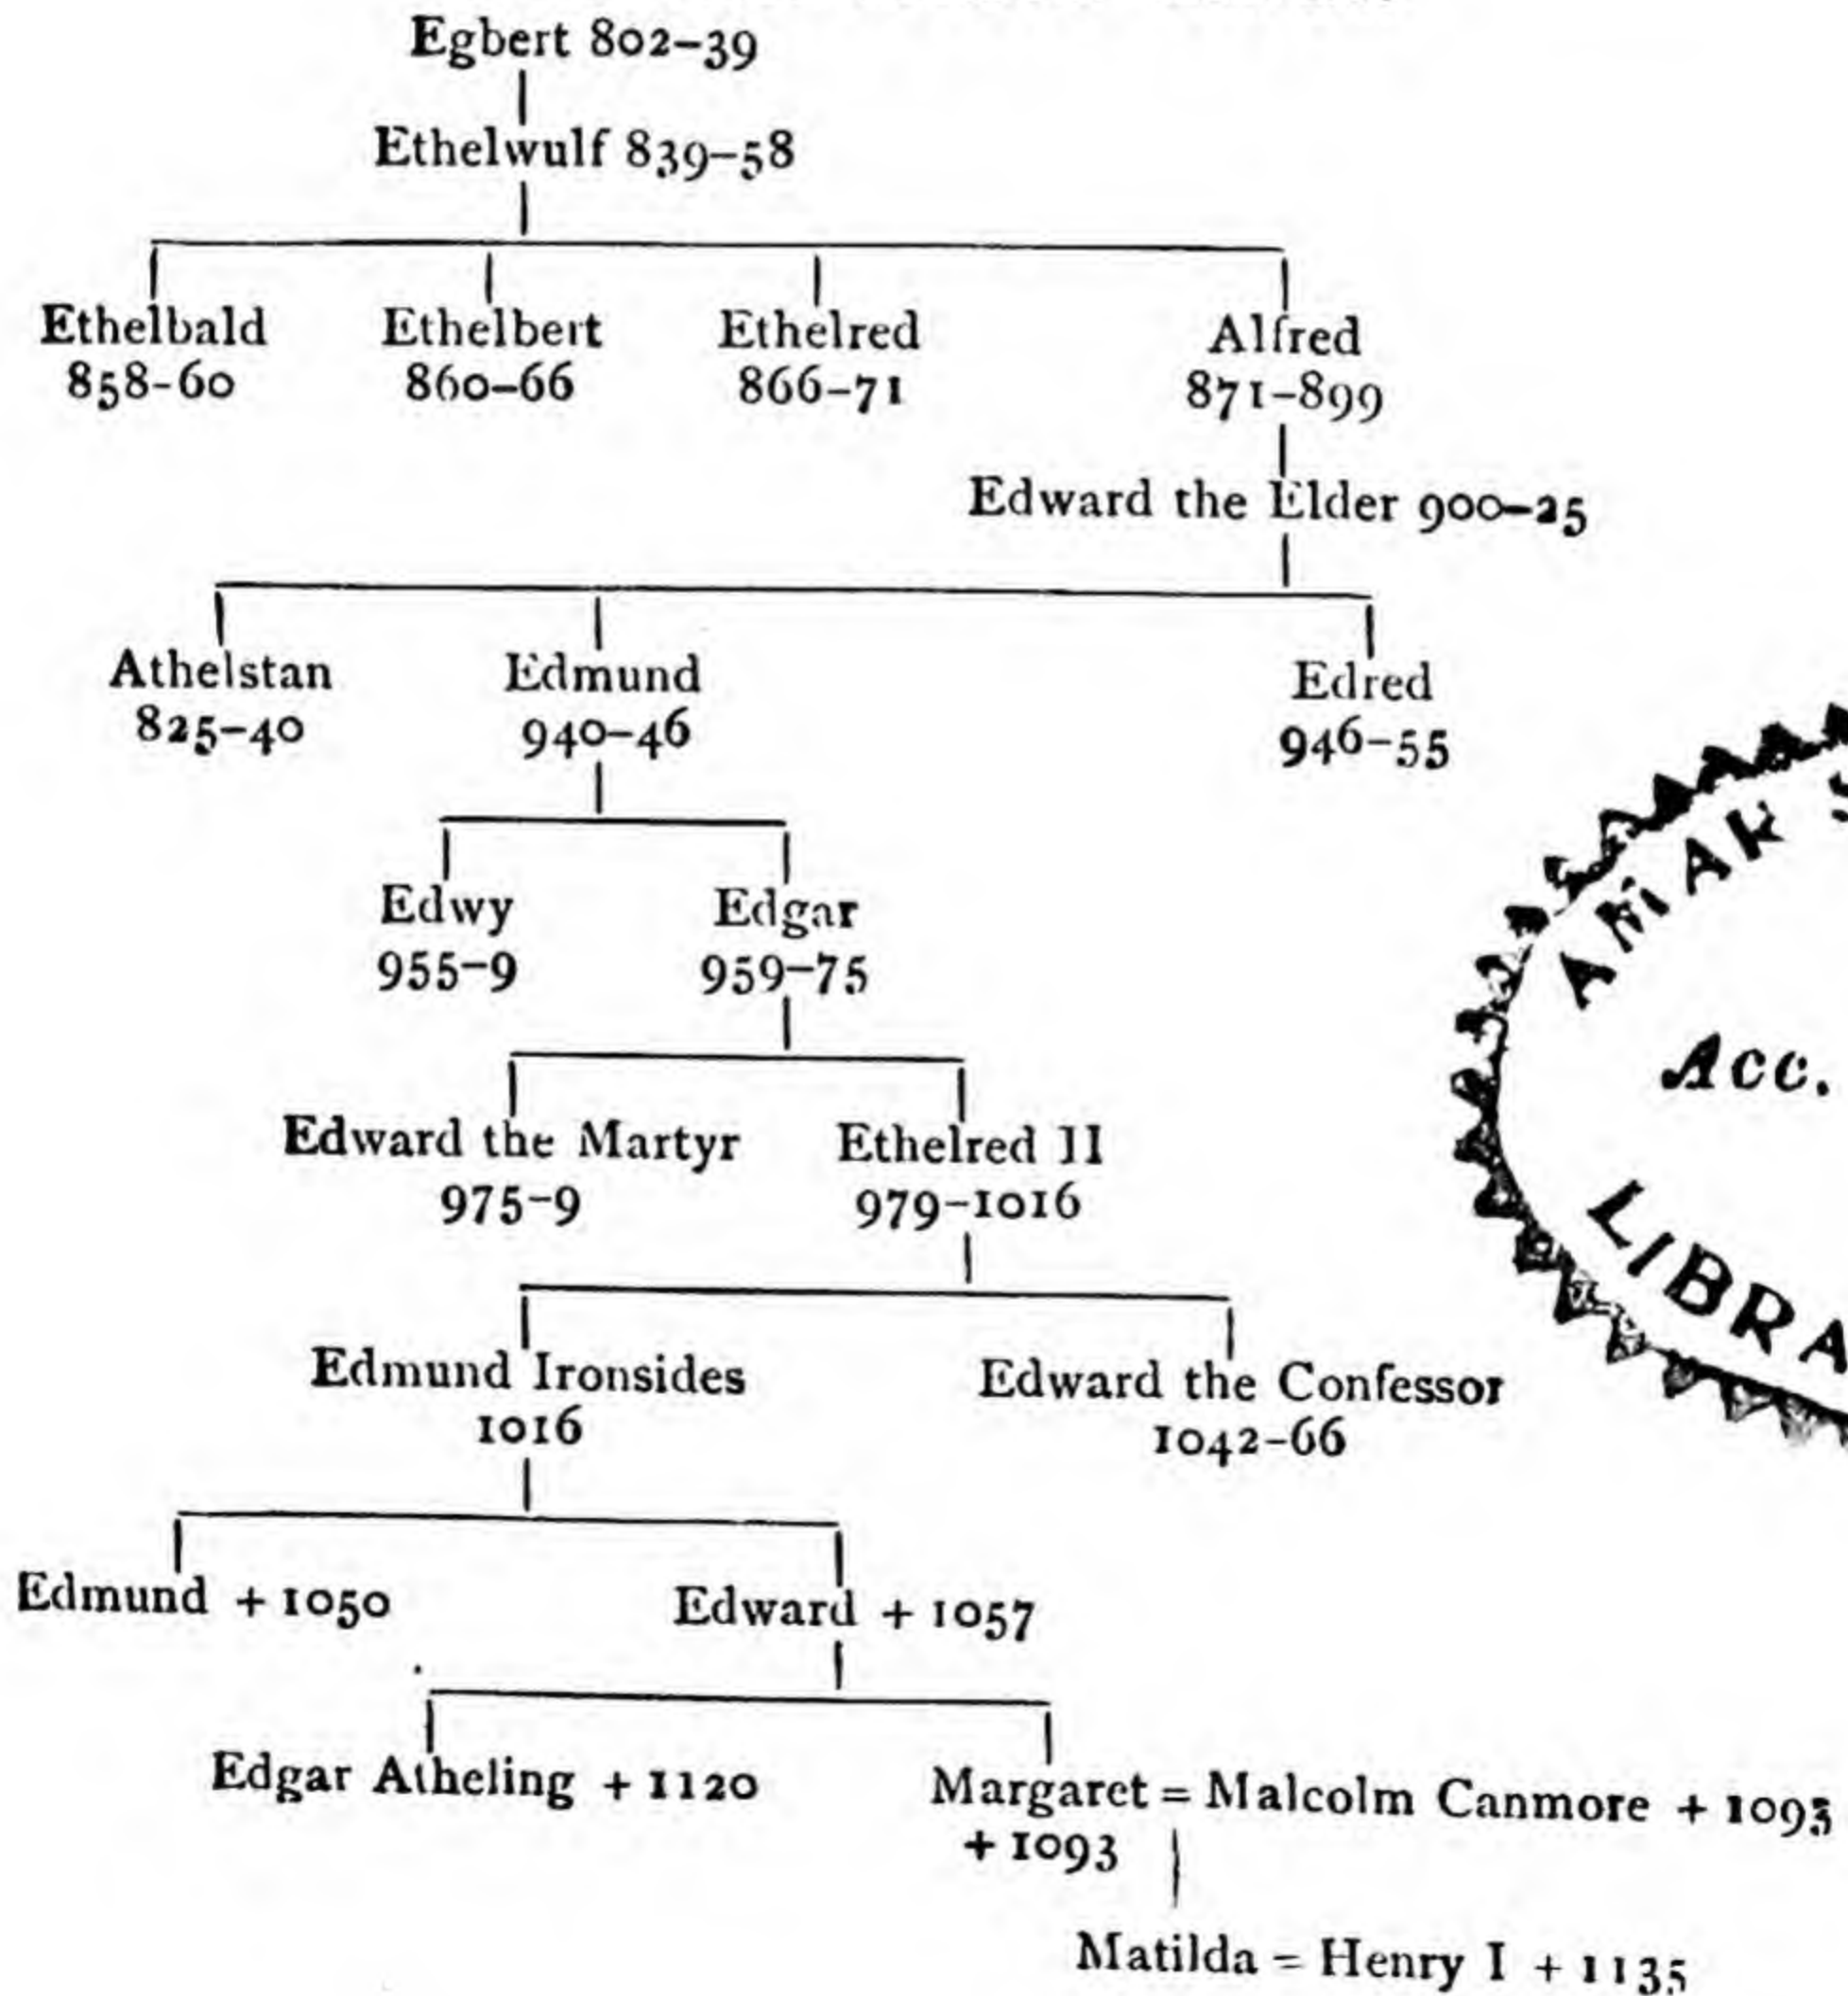 Egbert 802–39
Ethelwulf 839–58
Ethelbald Ethelbert Ethelred Alfred
858-60 860–66 866–71 871–899
Edward the Elder 900–25
Athelstan Edmund Edred
825–40 940–46 946–55
Edwy Edgar
955–9 959–75
Edward the Martyr Ethelred II
975–9 979–1016
Edmund Ironsides Edward the Confessor
1016 1042–66
Edmund + 1050 Edward + 1057
Edgar Atheling + 1120 Margaret = Malcolm Canmore + 1093
+ 1093
Matilda = Henry I + 1135
AMAR
Acc.
LIBRA